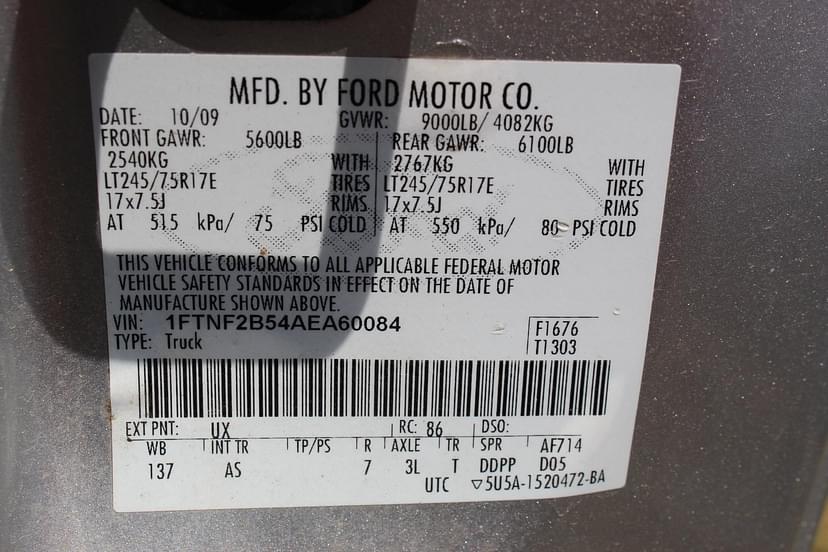 MFD. BY FORD MOTOR CO.
DATE: 10/09 GVWR: 9000LB/ 4082KG
FRONT GAWR: 5600LB REAR GAWR: 6100LB
2540KG WITH 2767KG WITH
LT245/75R17E TIRES LT245/75R17E TIRES
17x7.5J RIMS 17x7.5J RIMS
AT 515 kPa/ 75 PSI COLD AT 550 kPa/ 80 PSI COLD
THIS VEHICLE CONFORMS TO ALL APPLICABLE FEDERAL MOTOR
VEHICLE SAFETY STANDARDS IN EFFECT ON THE DATE OF
MANUFACTURE SHOWN ABOVE.
VIN: 1FTNF2B54AEA60084 F1676
TYPE: Truck T1303
EXT PNT: UX RC: 86 DSO:
WB INT TR TP/PS R AXLE TR SPR AF714
137 AS 7 3L T DDPP D05
UTC ▽5U5A-1520472-BA